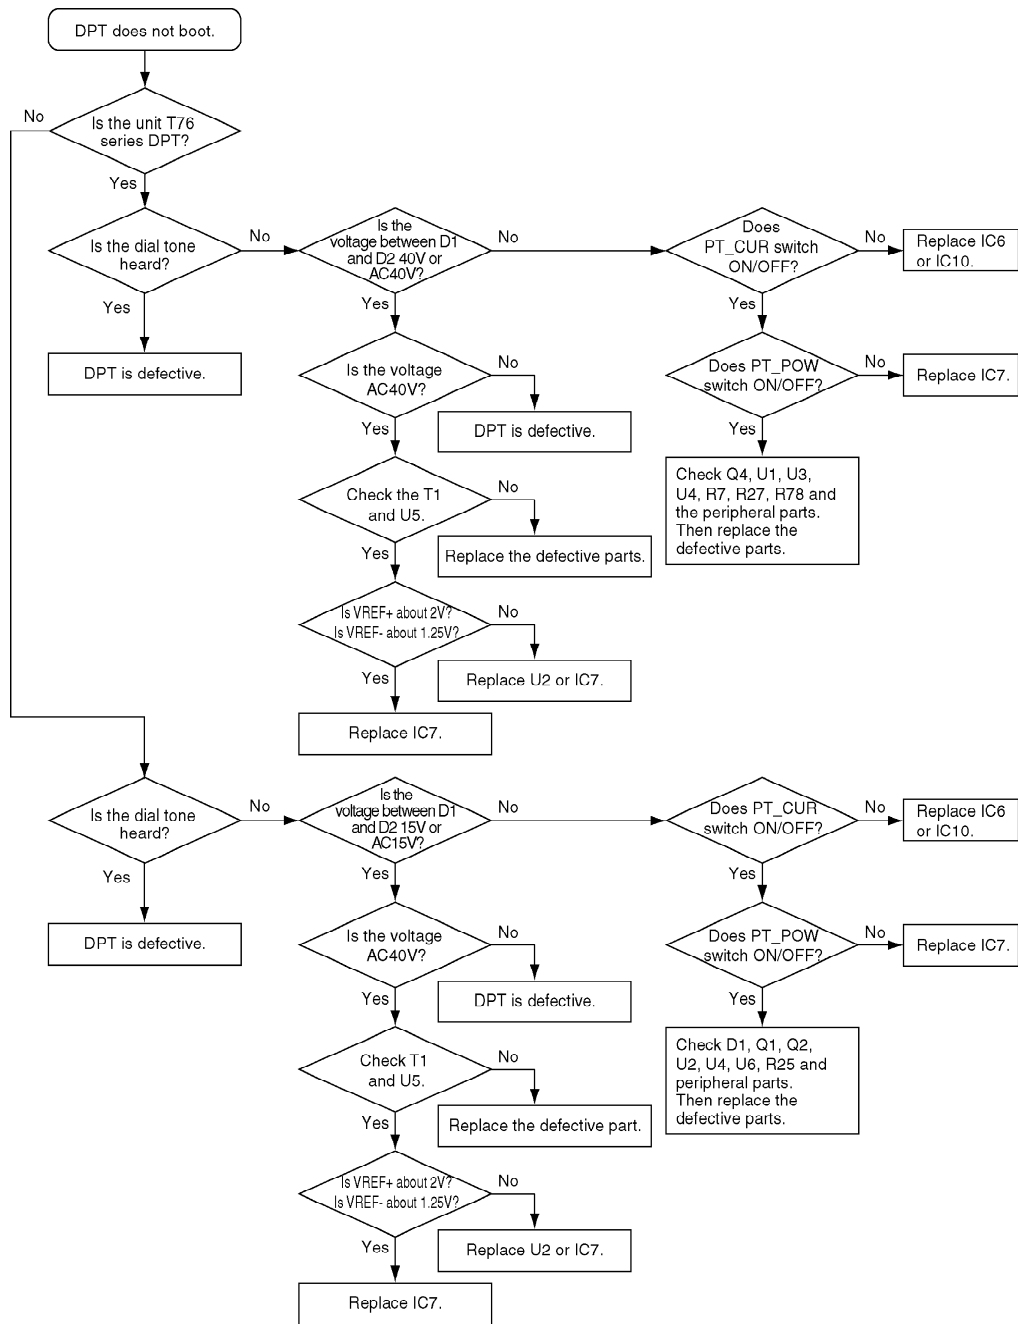 DPT does not boot.
No
Is the unit T76
series DPT?
Yes
Is the dial tone
heard?
No
Is the
voltage between D1
and D2 40V or
AC40V?
No
Does
PT_CUR switch
ON/OFF?
No
Replace IC6
or IC10.
Yes
Yes
Yes
DPT is defective.
Is the voltage
AC40V?
No
Does PT_POW
switch ON/OFF?
No
Replace IC7.
DPT is defective.
Yes
Yes
Check the T1
and U5.
No
Check Q4, U1, U3,
U4, R7, R27, R78 and
the peripheral parts.
Then replace the
defective parts.
Replace the defective parts.
Yes
Is VREF+ about 2V?
Is VREF- about 1.25V?
No
Replace U2 or IC7.
Yes
Replace IC7.
Is the dial tone
heard?
No
Is the
voltage between D1
and D2 15V or
AC15V?
No
Does PT_CUR
switch ON/OFF?
No
Replace IC6
or IC10.
Yes
Yes
Yes
DPT is defective.
Is the voltage
AC40V?
No
Does PT_POW
switch ON/OFF?
No
Replace IC7.
DPT is defective.
Yes
Yes
Check T1
and U5.
No
Check D1, Q1, Q2,
U2, U4, U6, R25 and
peripheral parts.
Then replace the
defective parts.
Replace the defective part.
Yes
Is VREF+ about 2V?
Is VREF- about 1.25V?
No
Replace U2 or IC7.
Yes
Replace IC7.